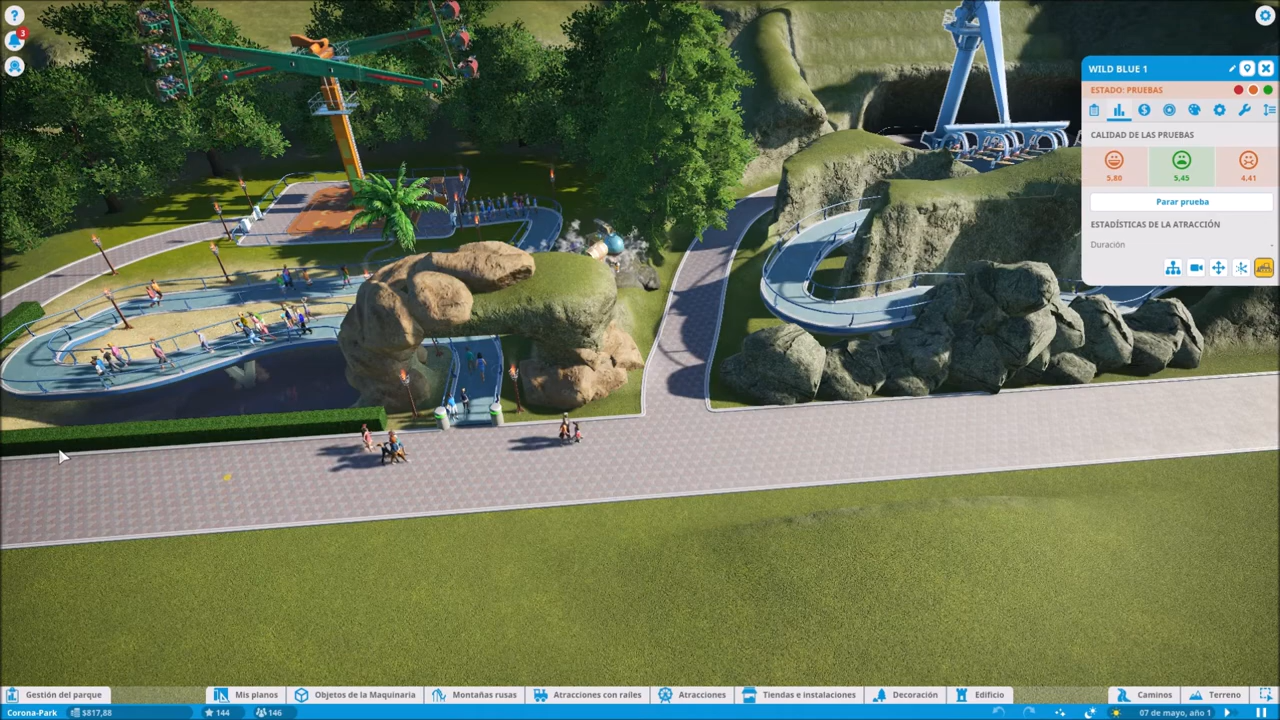 3
WILD BLUE 1
ESTADO: PRUEBAS
CALIDAD DE LAS PRUEBAS
5,80 5,45 4,41
Parar prueba
ESTADÍSTICAS DE LA ATRACCIÓN
Duración -
Gestión del parque Mis planos Objetos de la Maquinaria Montañas rusas Atracciones con raíles Atracciones Tiendas e instalaciones Decoración Edificio Caminos Terreno
Corona-Park $817,88 144 146 07 de mayo, año 1